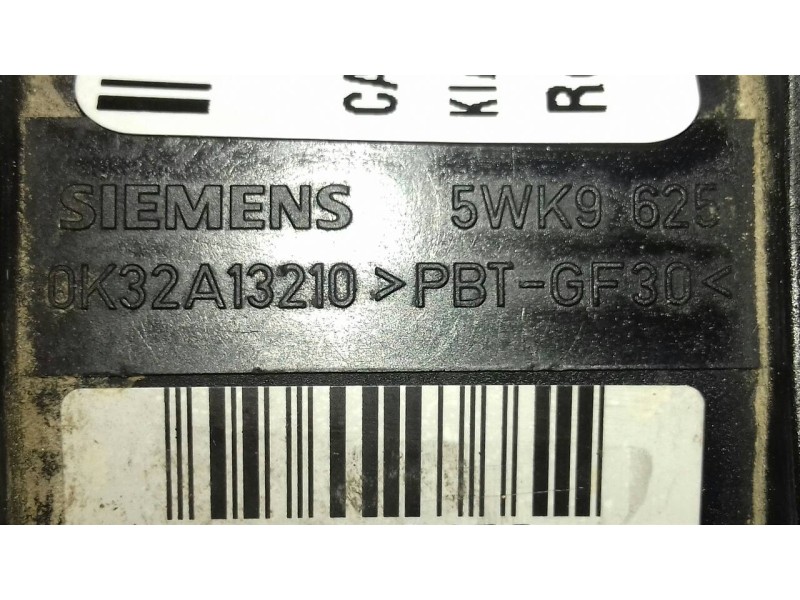 SIEMENS 5WK9 625
0K32A13210 >PBT-GF30<